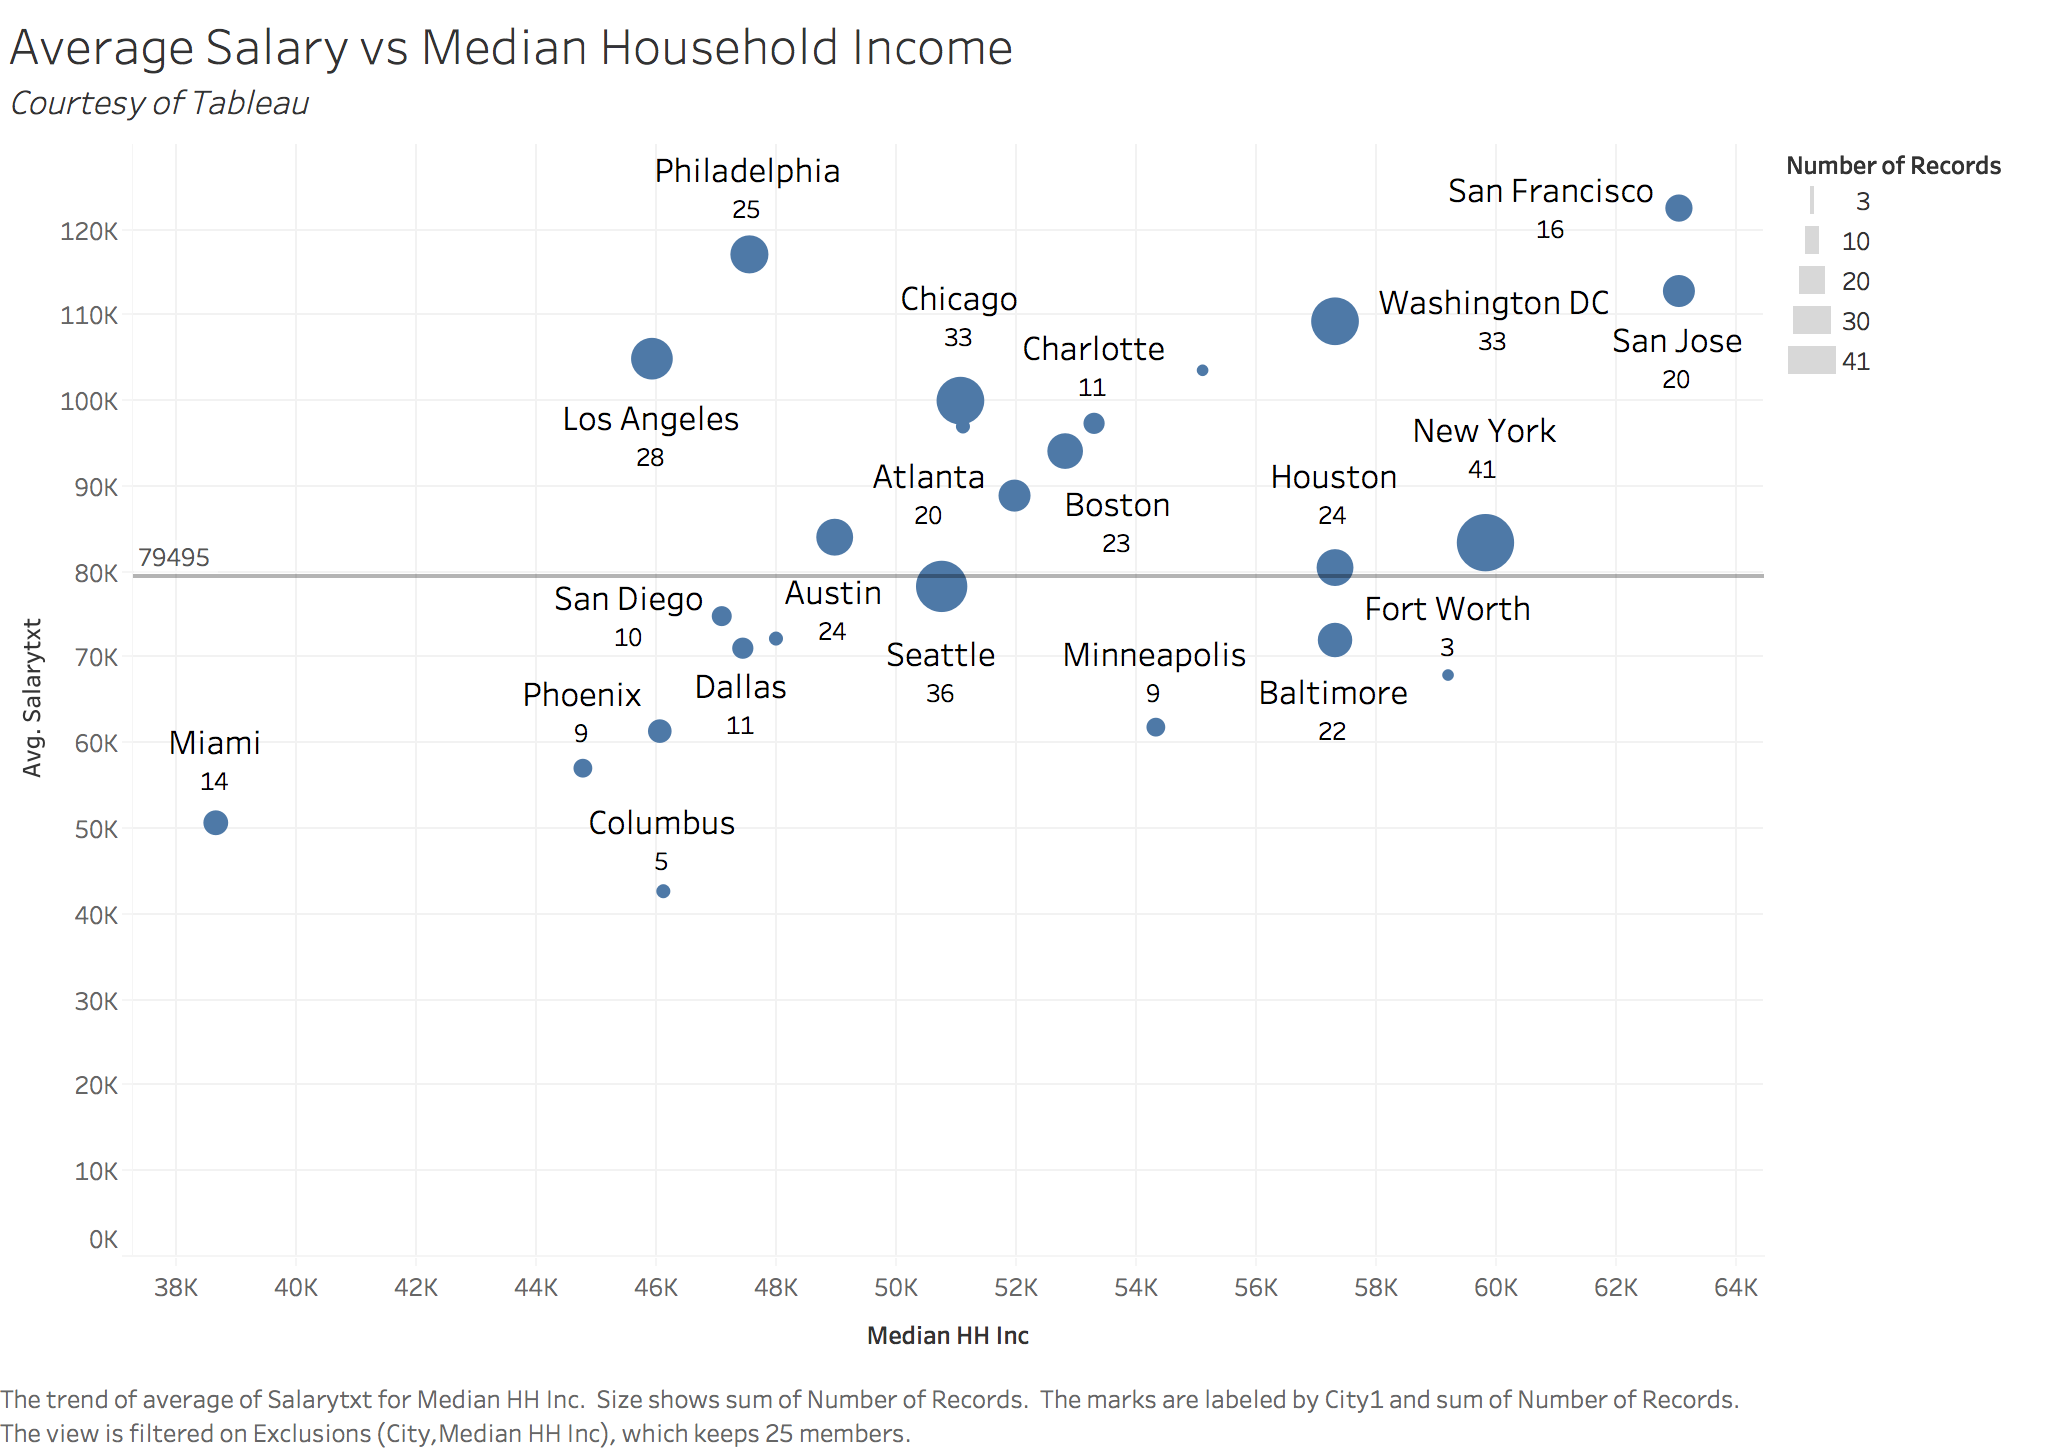 Average Salary vs Median Household Income
Courtesy of Tableau
Number of Records
3
10
20
30
41
Avg. Salarytxt
120K
110K
100K
90K
80K
70K
60K
50K
40K
30K
20K
10K
0K
79495
Philadelphia
25
San Francisco
16
Chicago
33
Washington DC
33
Charlotte
11
San Jose
20
Los Angeles
28
New York
41
Atlanta
20
Houston
24
Boston
23
San Diego
10
Austin
24
Fort Worth
3
Seattle
36
Minneapolis
9
Phoenix
9
Dallas
11
Baltimore
22
Miami
14
Columbus
5
38K
40K
42K
44K
46K
48K
50K
52K
54K
56K
58K
60K
62K
64K
Median HH Inc
The trend of average of Salarytxt for Median HH Inc.  Size shows sum of Number of Records.  The marks are labeled by City1 and sum of Number of Records.
The view is filtered on Exclusions (City,Median HH Inc), which keeps 25 members.